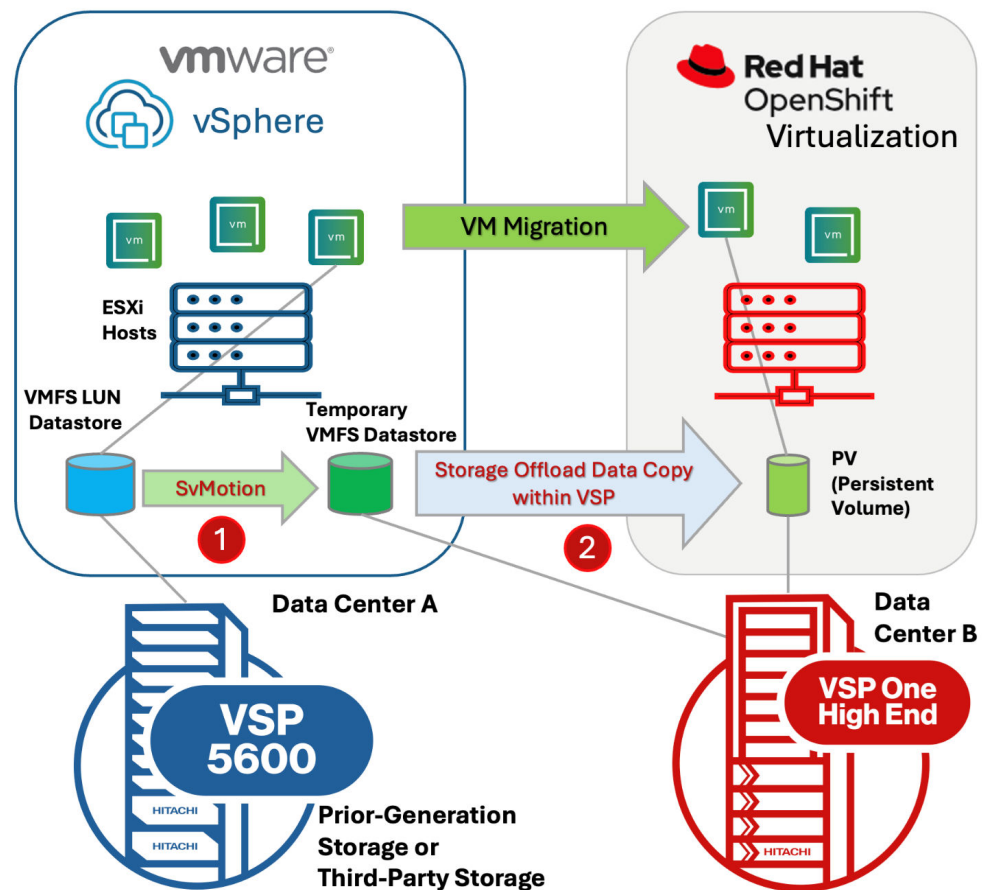 vmware®
vSphere
Red Hat
OpenShift
Virtualization
vm
vm
vm
VM Migration
vm
vm
ESXi
Hosts
VMFS LUN
Datastore
Temporary
VMFS Datastore
SvMotion
1
Storage Offload Data Copy
within VSP
2
PV
(Persistent
Volume)
Data Center A
Data
Center B
VSP
5600
VSP One
High End
HITACHI
HITACHI
HITACHI
Prior-Generation
Storage or
Third-Party Storage